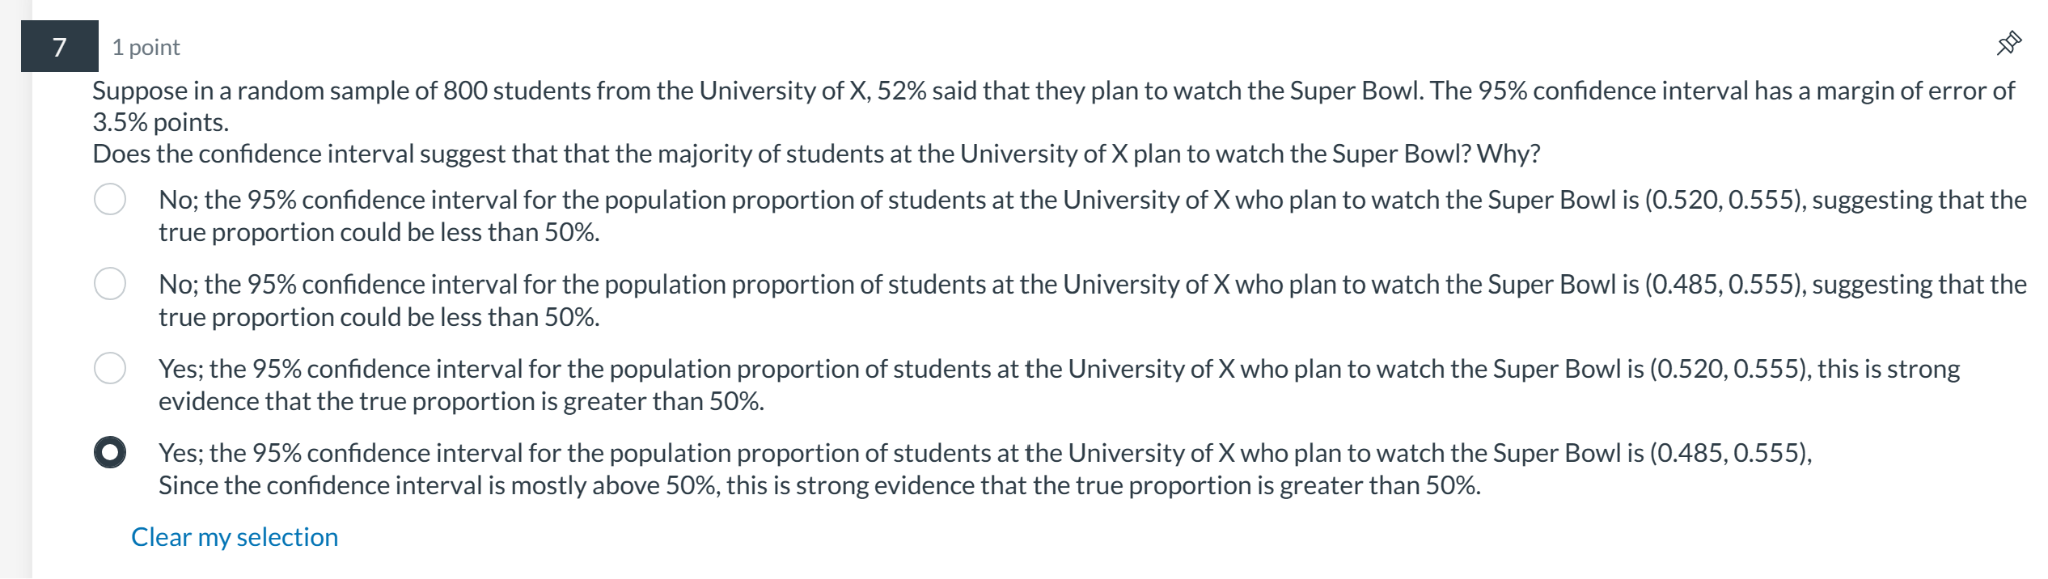 7
1 point
Suppose in a random sample of 800 students from the University of X, 52% said that they plan to watch the Super Bowl. The 95% confidence interval has a margin of error of
3.5% points.
Does the confidence interval suggest that that the majority of students at the University of X plan to watch the Super Bowl? Why?
No; the 95% confidence interval for the population proportion of students at the University of X who plan to watch the Super Bowl is (0.520, 0.555), suggesting that the
true proportion could be less than 50%.
No; the 95% confidence interval for the population proportion of students at the University of X who plan to watch the Super Bowl is (0.485, 0.555), suggesting that the
true proportion could be less than 50%.
Yes; the 95% confidence interval for the population proportion of students at the University of X who plan to watch the Super Bowl is (0.520, 0.555), this is strong
evidence that the true proportion is greater than 50%.
Yes; the 95% confidence interval for the population proportion of students at the University of X who plan to watch the Super Bowl is (0.485, 0.555),
Since the confidence interval is mostly above 50%, this is strong evidence that the true proportion is greater than 50%.
Clear my selection